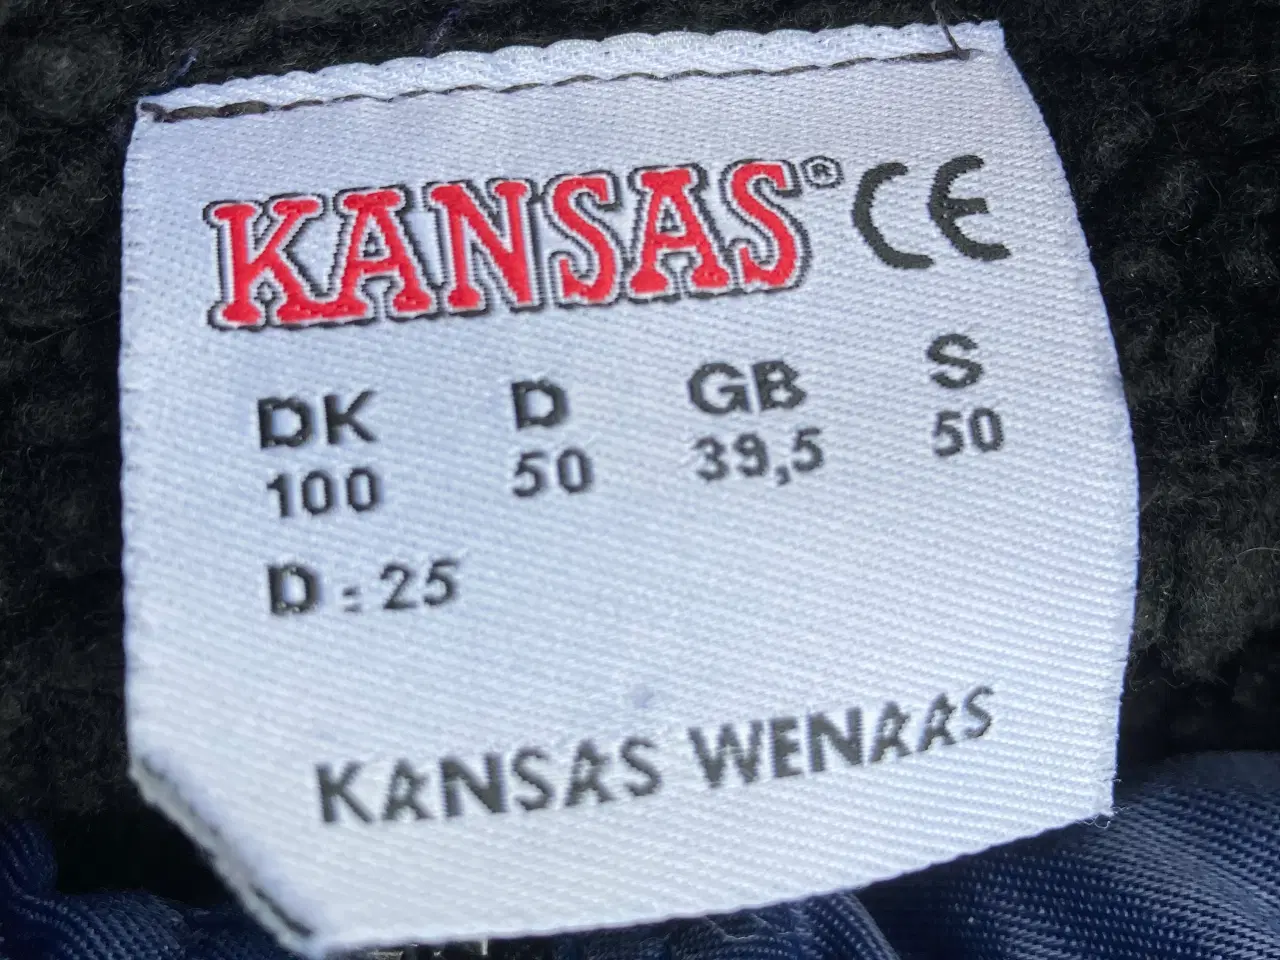 KANSAS® CE
DK D GB S
100 50 39,5 50
D: 25
KANSAS WENAAS